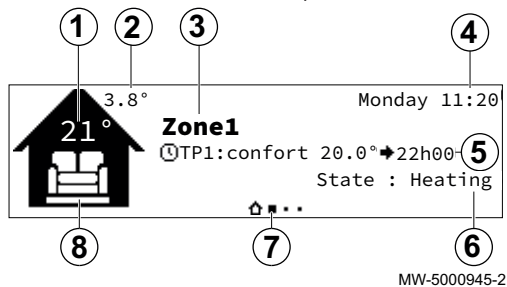 1 2 3 4
3.8° Monday 11:20
21° Zone1
TP1:confort 20.0°➔22h00 5
State : Heating
8 7 6
MW-5000945-2